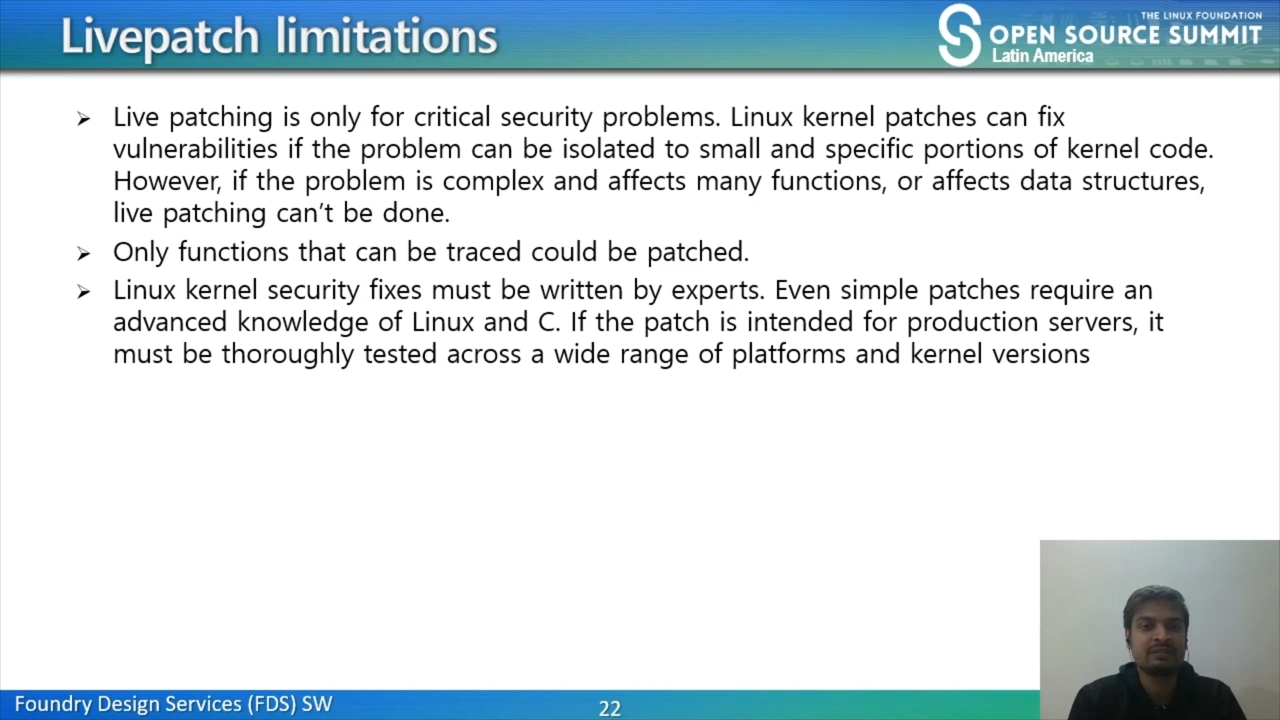 Livepatch limitations
THE LINUX FOUNDATION
OPEN SOURCE SUMMIT
Latin America
Live patching is only for critical security problems. Linux kernel patches can fix
vulnerabilities if the problem can be isolated to small and specific portions of kernel code.
However, if the problem is complex and affects many functions, or affects data structures,
live patching can’t be done.
Only functions that can be traced could be patched.
Linux kernel security fixes must be written by experts. Even simple patches require an
advanced knowledge of Linux and C. If the patch is intended for production servers, it
must be thoroughly tested across a wide range of platforms and kernel versions
Foundry Design Services (FDS) SW
22